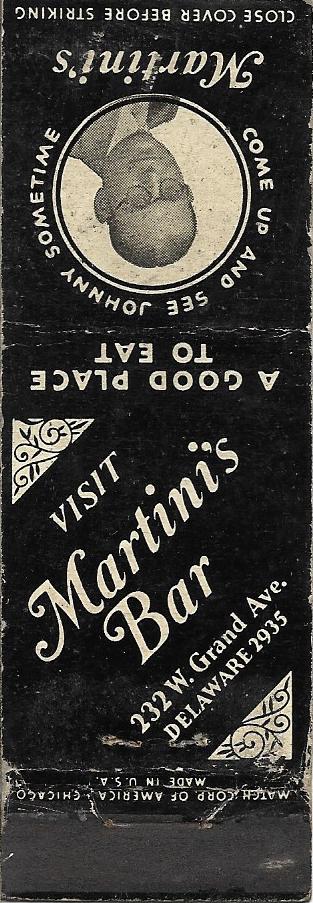 CLOSE COVER BEFORE STRIKING
Martini's
COME UP AND SEE JOHNNY SOMETIME
A GOOD PLACE
TO EAT
VISIT
Martini's
Bar
232 W. Grand Ave.
DELAWARE 2935
MATCH CORP. OF AMERICA · CHICAGO
MADE IN U.S.A.